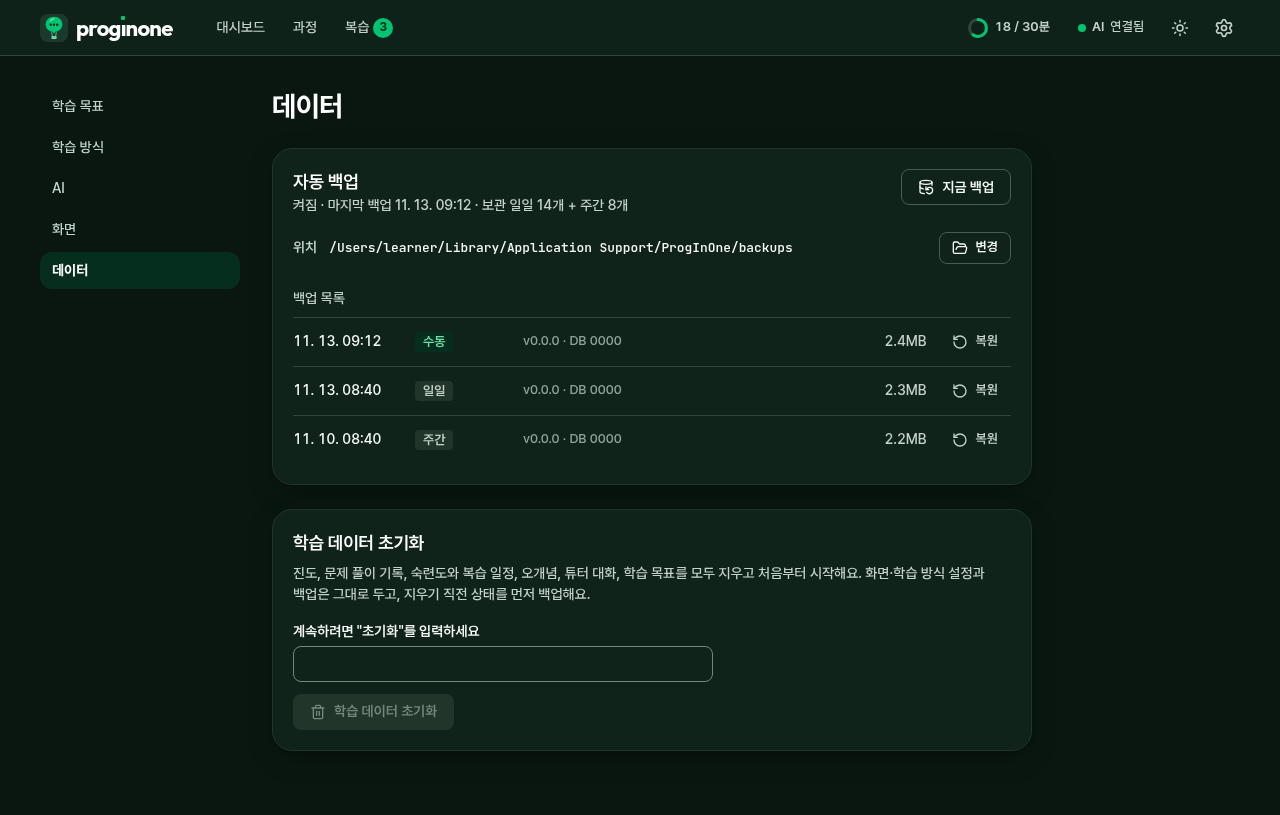 proginone
대시보드
과정
복습 3
18 / 30분
AI 연결됨
학습 목표
학습 방식
AI
화면
데이터
데이터
자동 백업
켜짐 · 마지막 백업 11. 13. 09:12 · 보관 일일 14개 + 주간 8개
지금 백업
위치 /Users/learner/Library/Application Support/ProgInOne/backups
변경
백업 목록
11. 13. 09:12 수동 v0.0.0 · DB 0000 2.4MB 복원
11. 13. 08:40 일일 v0.0.0 · DB 0000 2.3MB 복원
11. 10. 08:40 주간 v0.0.0 · DB 0000 2.2MB 복원
학습 데이터 초기화
진도, 문제 풀이 기록, 숙련도와 복습 일정, 오개념, 튜터 대화, 학습 목표를 모두 지우고 처음부터 시작해요. 화면·학습 방식 설정과
백업은 그대로 두고, 지우기 직전 상태를 먼저 백업해요.
계속하려면 "초기화"를 입력하세요
학습 데이터 초기화